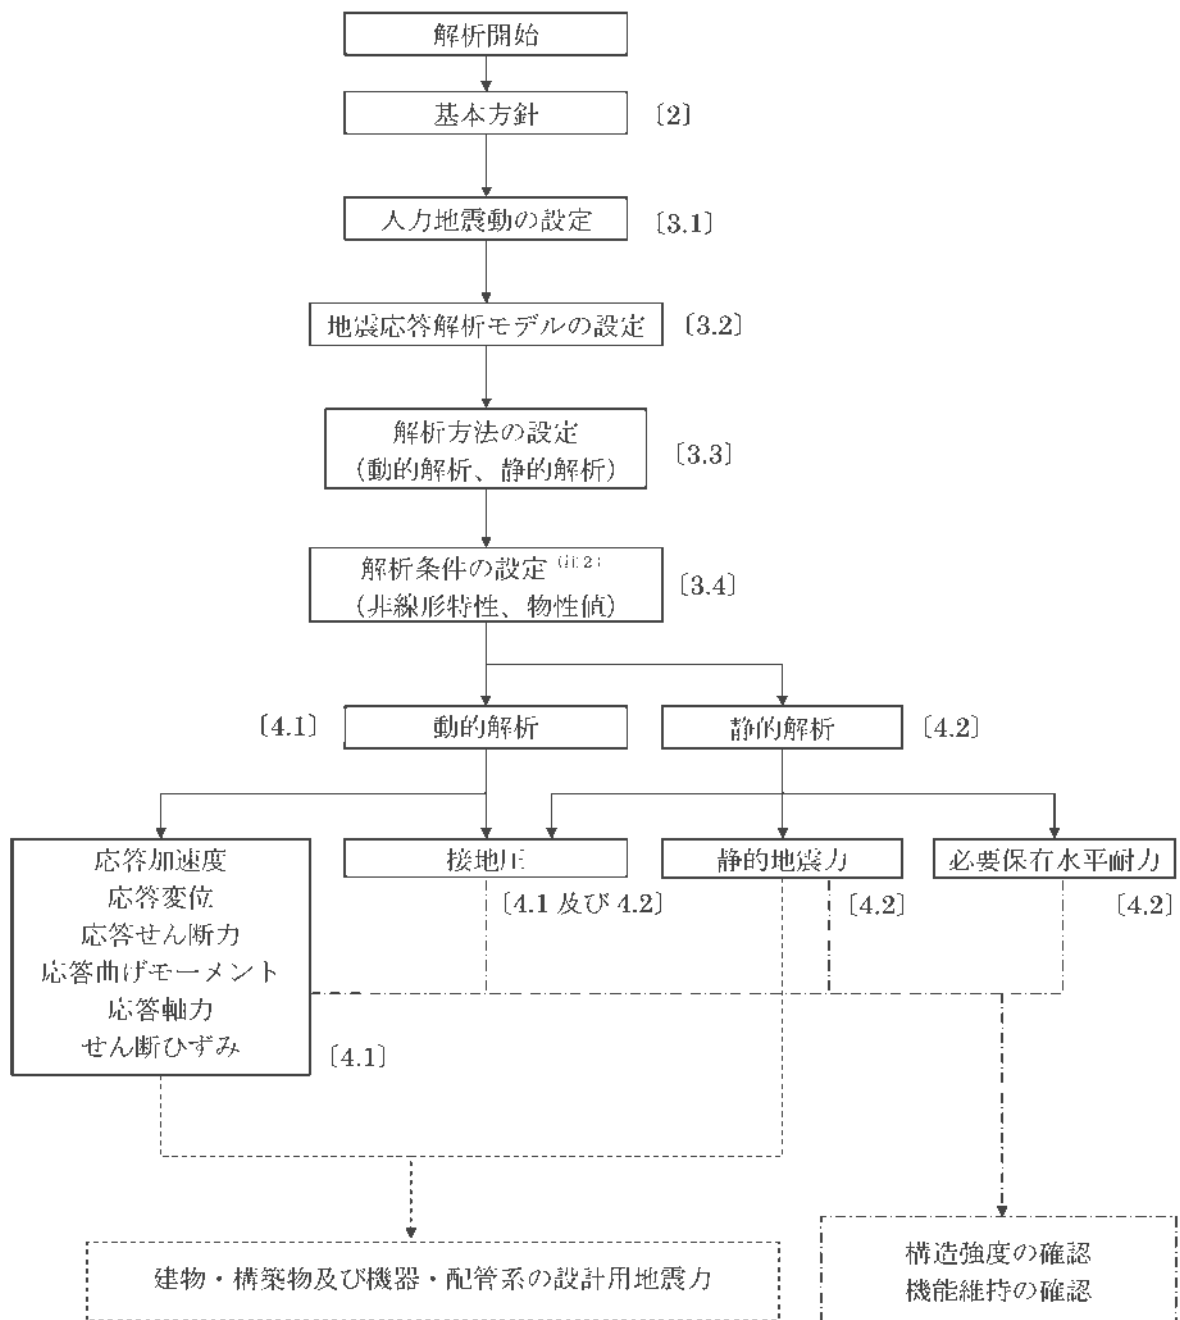 解析開始
基本方針
〔2〕
入力地震動の設定
〔3.1〕
地震応答解析モデルの設定
〔3.2〕
解析方法の設定
(動的解析、静的解析)
〔3.3〕
解析条件の設定(注2)
(非線形特性、物性値)
〔3.4〕
〔4.1〕
動的解析
静的解析
〔4.2〕
応答加速度
応答変位
応答せん断力
応答曲げモーメント
応答軸力
せん断ひずみ
〔4.1〕
接地圧
〔4.1 及び 4.2〕
静的地震力
〔4.2〕
必要保有水平耐力
〔4.2〕
建物・構築物及び機器・配管系の設計用地震力
構造強度の確認
機能維持の確認